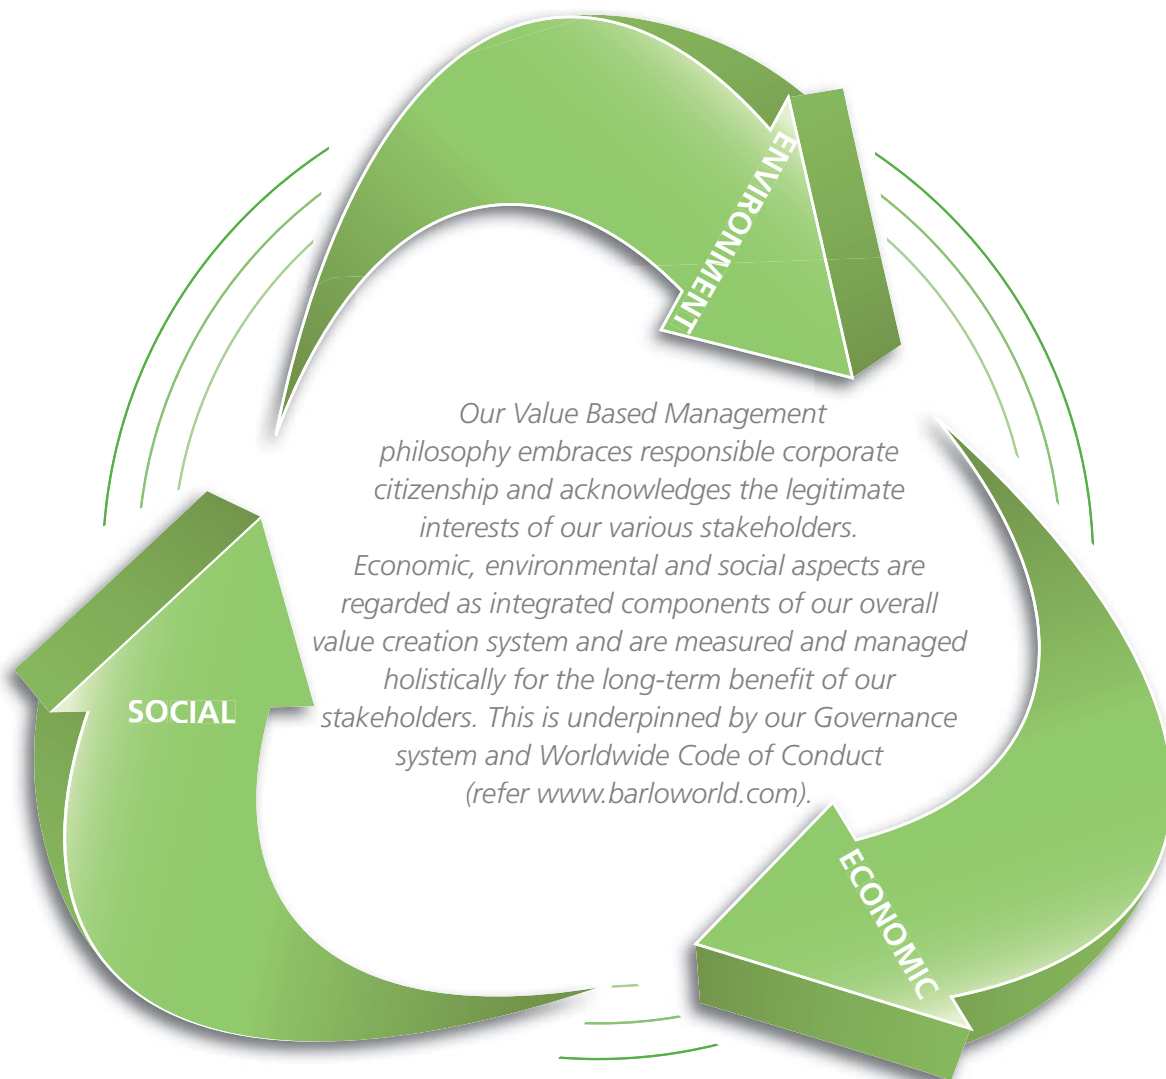 ENVIRONMENT
Our Value Based Management
philosophy embraces responsible corporate
citizenship and acknowledges the legitimate
interests of our various stakeholders.
Economic, environmental and social aspects are
regarded as integrated components of our overall
value creation system and are measured and managed
holistically for the long-term benefit of our
stakeholders. This is underpinned by our Governance
system and Worldwide Code of Conduct
(refer www.barloworld.com).
SOCIAL
ECONOMIC